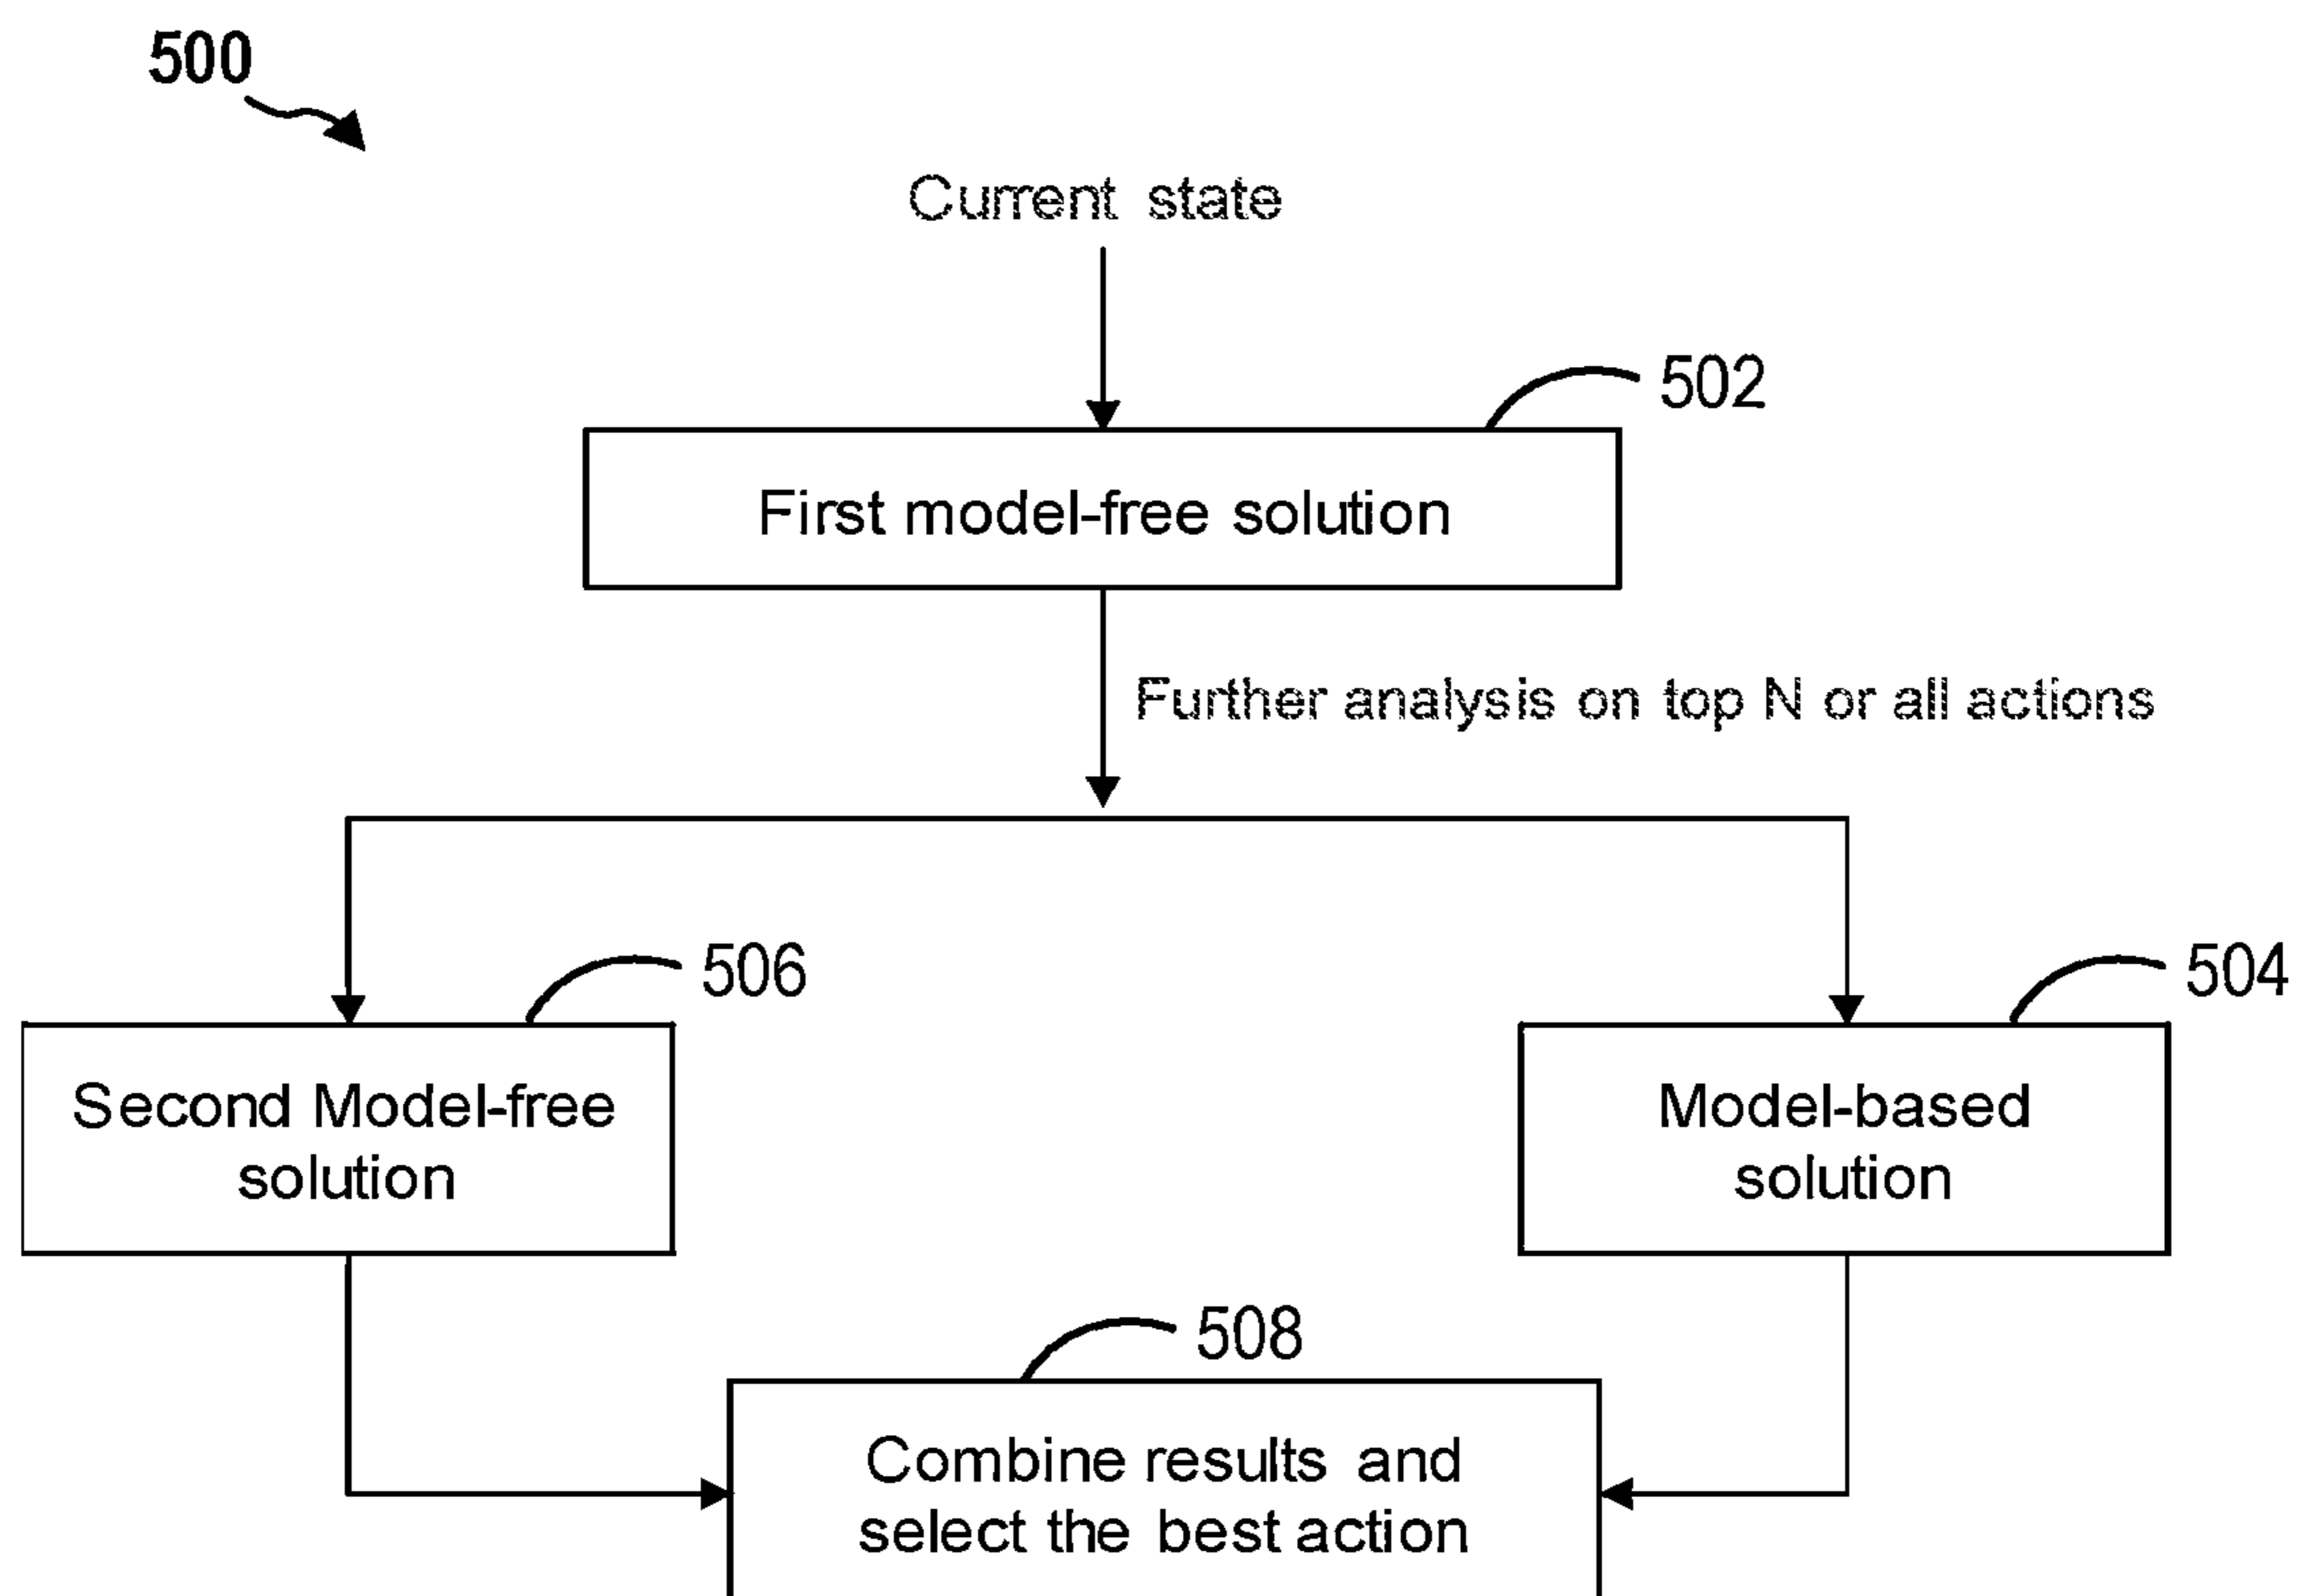 500
Current state
502
First model-free solution
Further analysis on top N or all actions
506
504
Second Model-free
solution
Model-based
solution
508
Combine results and
select the best action